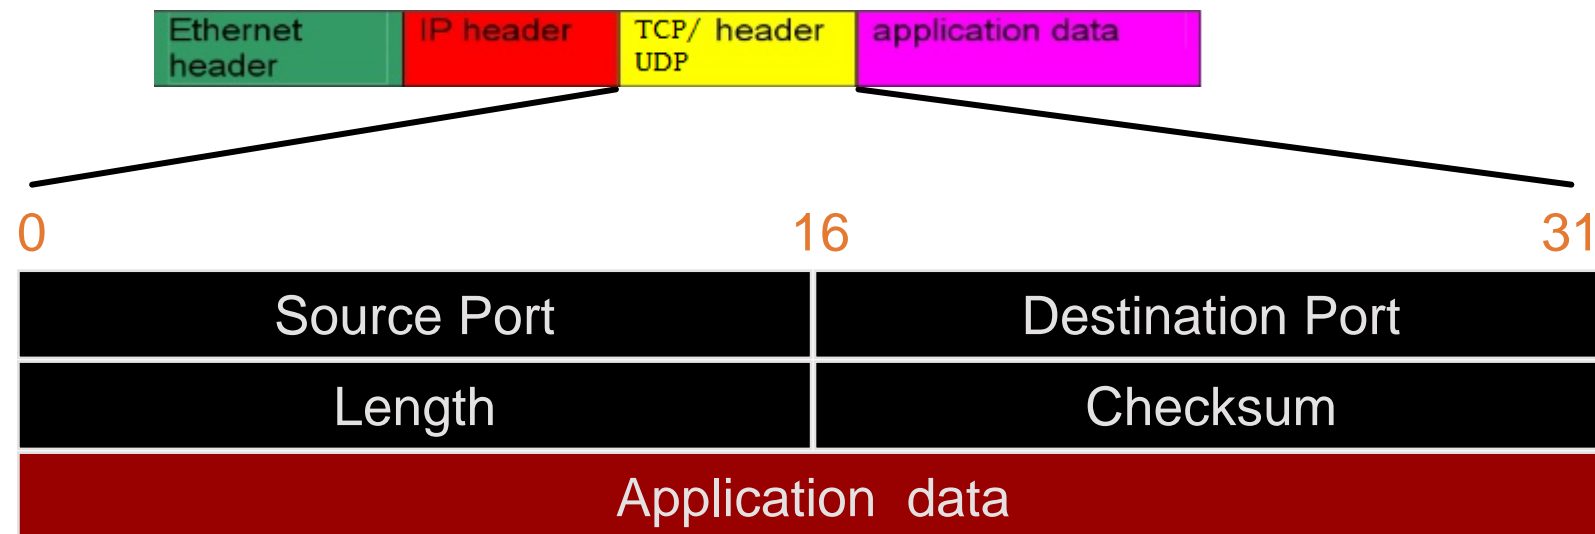 Ethernet header
IP header
TCP/ header
UDP
application data
0 16 31
Source Port Destination Port
Length Checksum
Application data